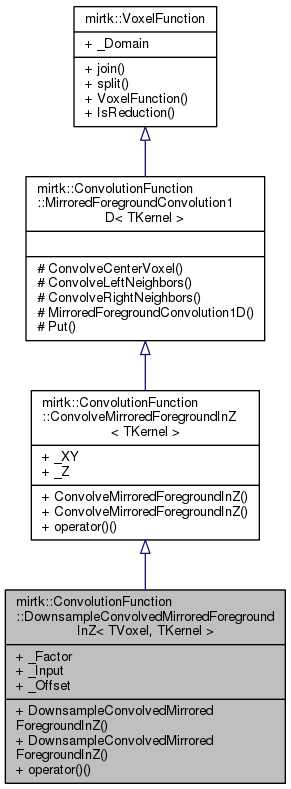 mirtk::VoxelFunction
+ _Domain
+ join()
+ split()
+ VoxelFunction()
+ IsReduction()
mirtk::ConvolutionFunction
::MirroredForegroundConvolution1
D< TKernel >
# ConvolveCenterVoxel()
# ConvolveLeftNeighbors()
# ConvolveRightNeighbors()
# MirroredForegroundConvolution1D()
# Put()
mirtk::ConvolutionFunction
::ConvolveMirroredForegroundInZ
< TKernel >
+ _XY
+ _Z
+ ConvolveMirroredForegroundInZ()
+ ConvolveMirroredForegroundInZ()
+ operator()()
mirtk::ConvolutionFunction
::DownsampleConvolvedMirroredForeground
InZ< TVoxel, TKernel >
+ _Factor
+ _Input
+ _Offset
+ DownsampleConvolvedMirrored
ForegroundInZ()
+ DownsampleConvolvedMirrored
ForegroundInZ()
+ operator()()